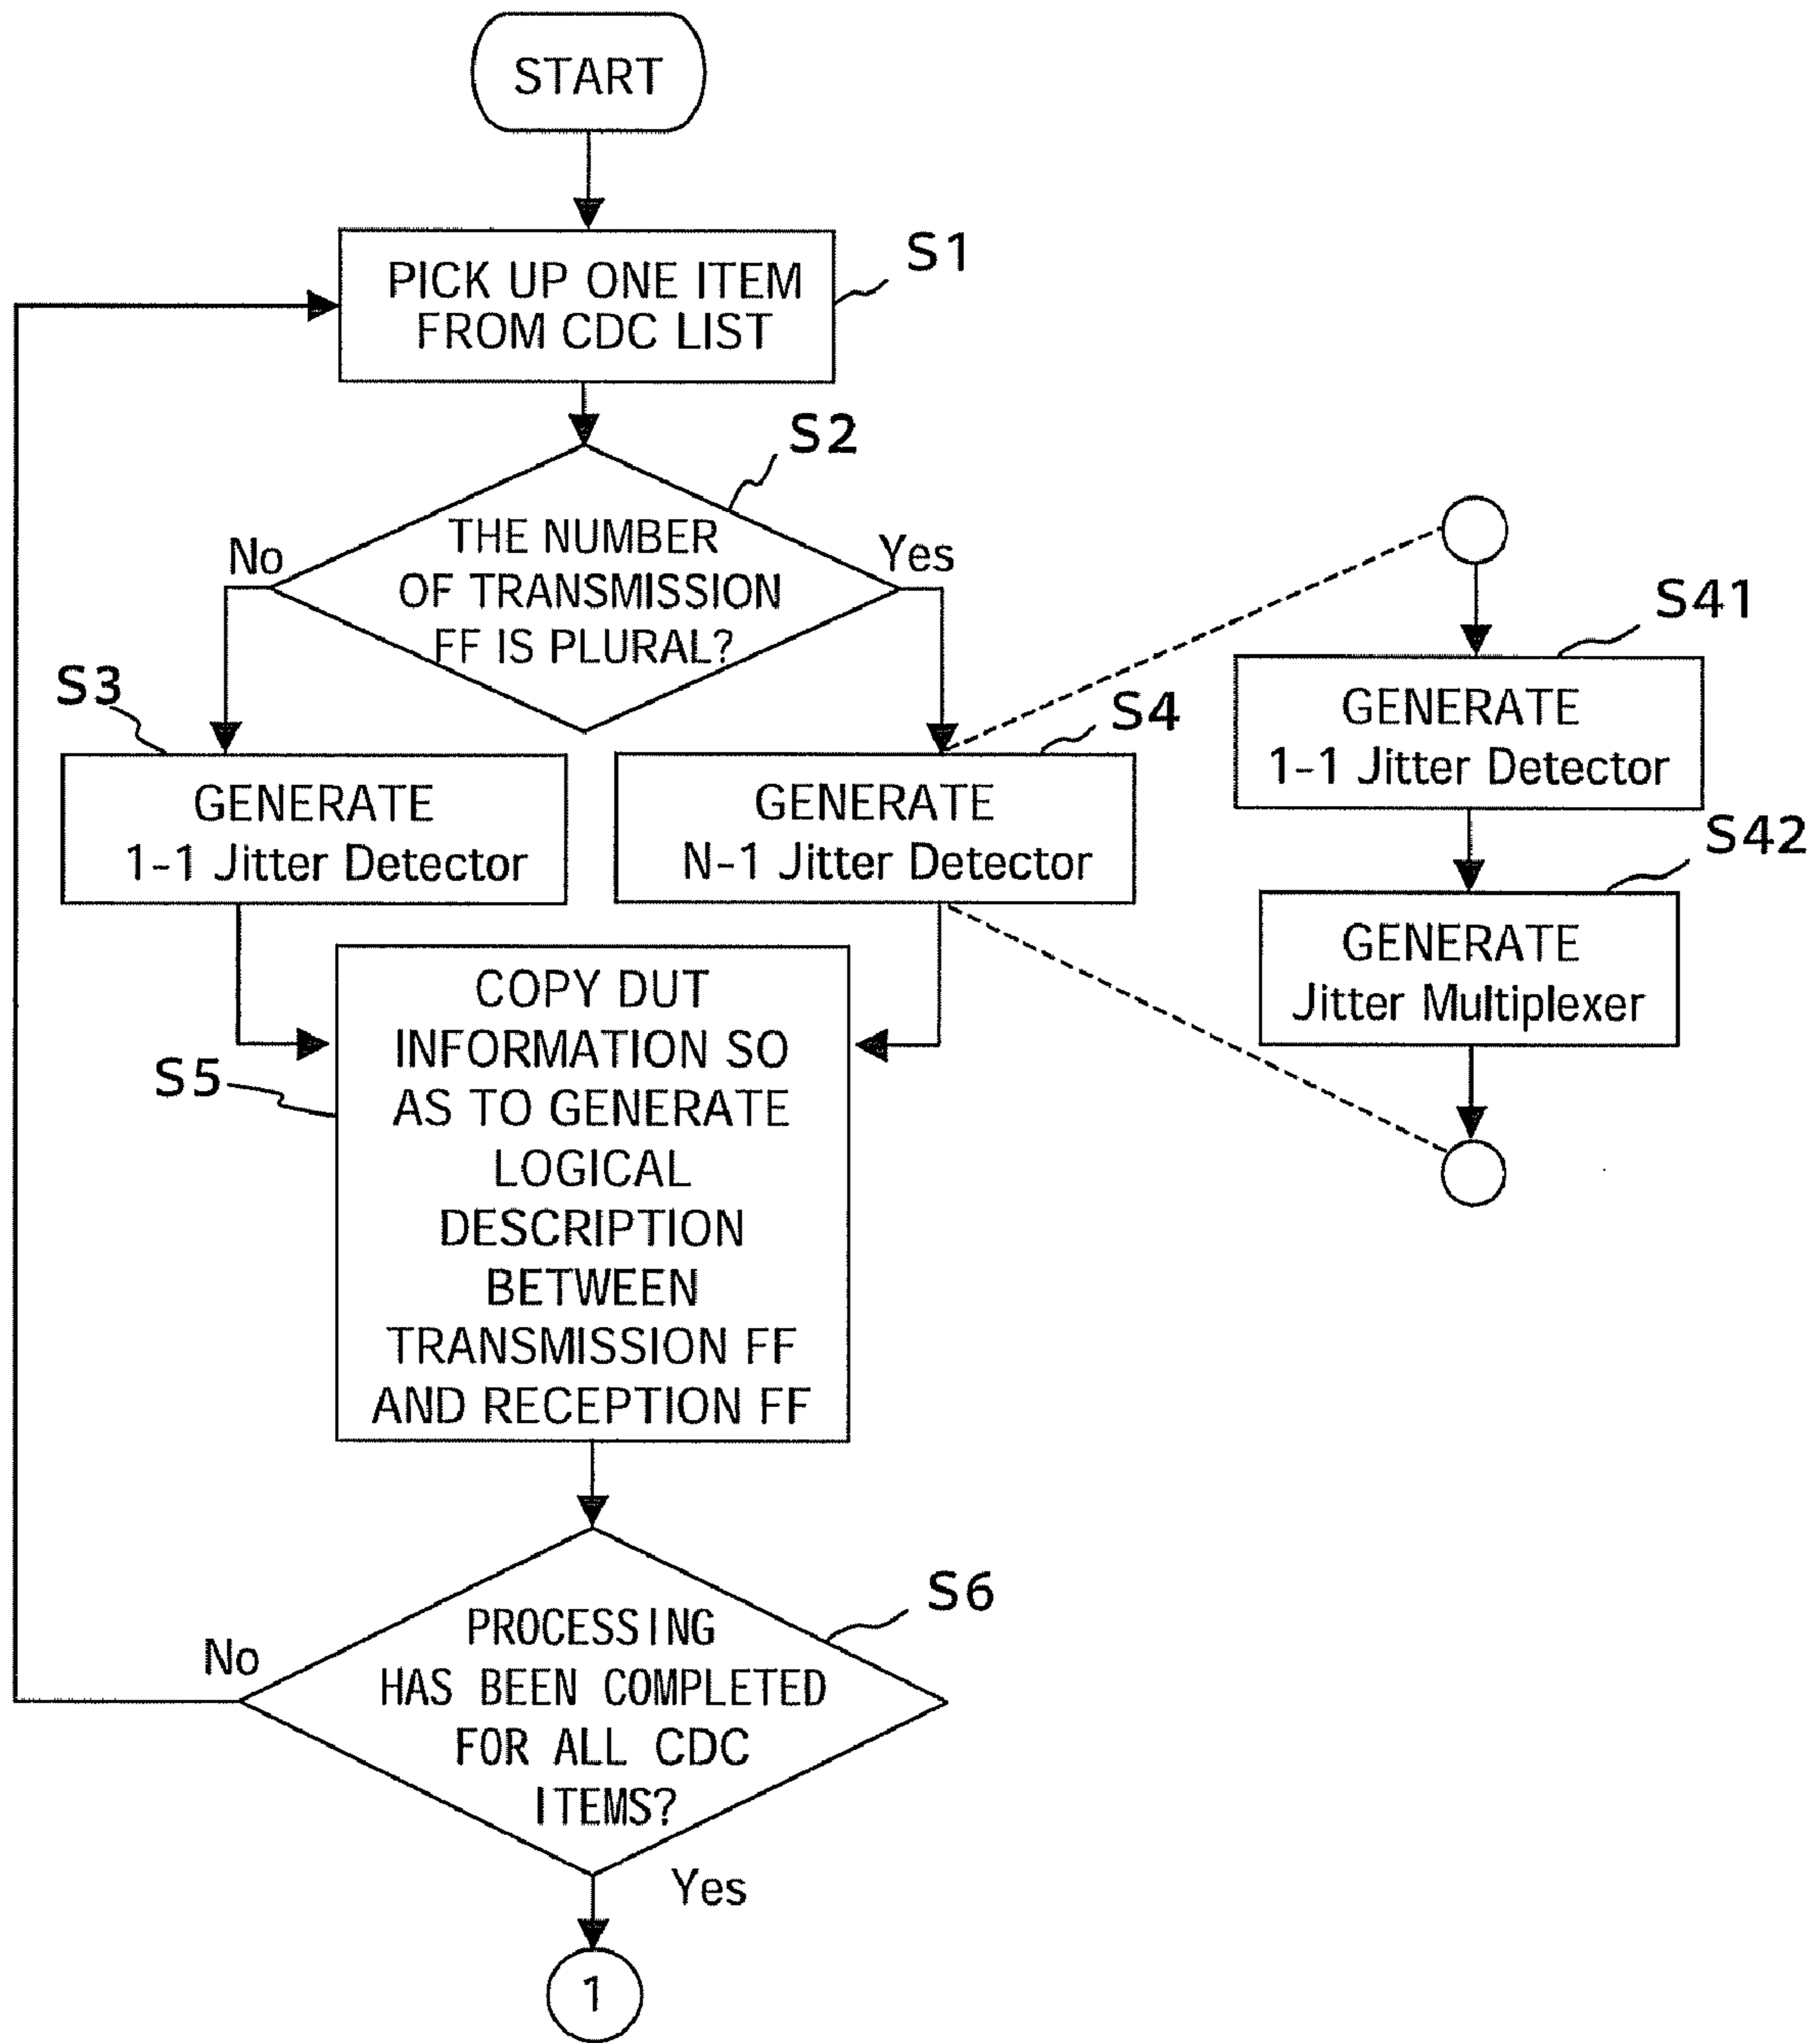 START
S1
PICK UP ONE ITEM
FROM CDC LIST
S2
THE NUMBER
OF TRANSMISSION
FF IS PLURAL?
No
Yes
S3
GENERATE
1-1 Jitter Detector
S4
GENERATE
N-1 Jitter Detector
S41
GENERATE
1-1 Jitter Detector
S42
GENERATE
Jitter Multiplexer
S5
COPY DUT
INFORMATION SO
AS TO GENERATE
LOGICAL
DESCRIPTION
BETWEEN
TRANSMISSION FF
AND RECEPTION FF
S6
PROCESSING
HAS BEEN COMPLETED
FOR ALL CDC
ITEMS?
No
Yes
1